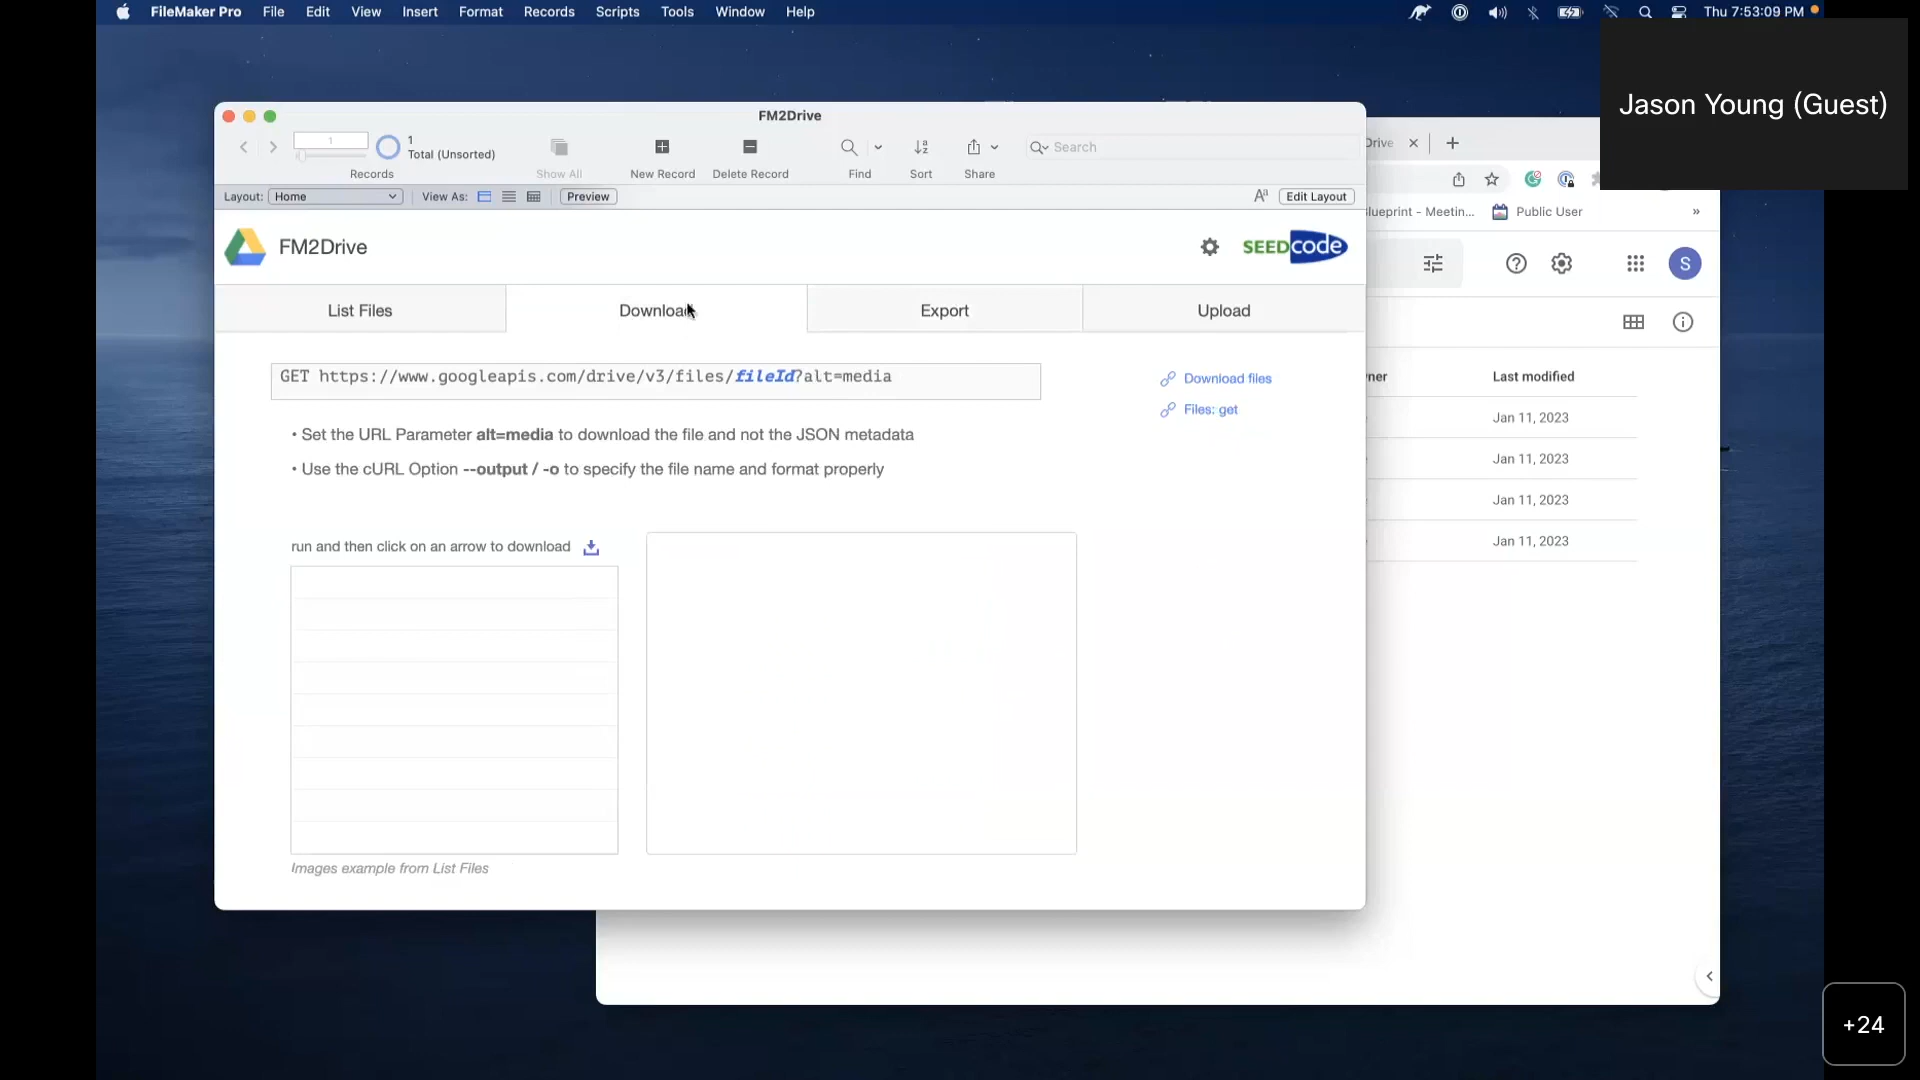 FileMaker Pro File Edit View Insert Format Records Scripts Tools Window Help
Thu 7:53:09 PM
Jason Young (Guest)
FM2Drive
1
1
Total (Unsorted)
Records
Show All
New Record
Delete Record
Find
Sort
Share
Search
Layout: Home
View As:
Preview
Aa
Edit Layout
FM2Drive
SEEDcode
List Files
Download
Export
Upload
GET https://www.googleapis.com/drive/v3/files/fileId?alt=media
Download files
Files: get
• Set the URL Parameter alt=media to download the file and not the JSON metadata
• Use the cURL Option --output / -o to specify the file name and format properly
run and then click on an arrow to download
Images example from List Files
Drive
Blueprint - Meetin...
Public User
»
S
Last modified
Jan 11, 2023
Jan 11, 2023
Jan 11, 2023
Jan 11, 2023
+24